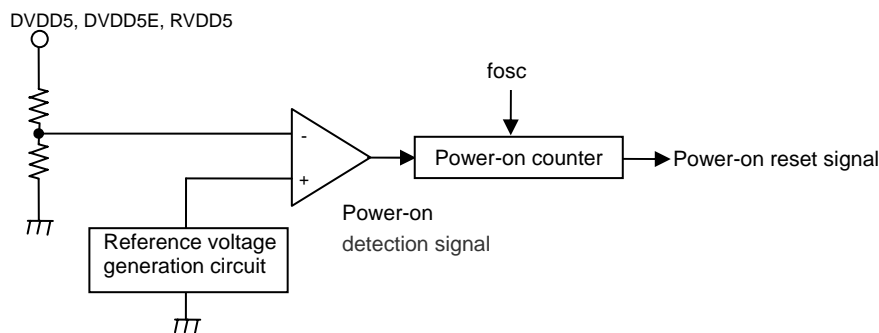 DVDD5, DVDD5E, RVDD5
fosc
-
+
Power-on counter
Power-on reset signal
Power-on
detection signal
Reference voltage
generation circuit